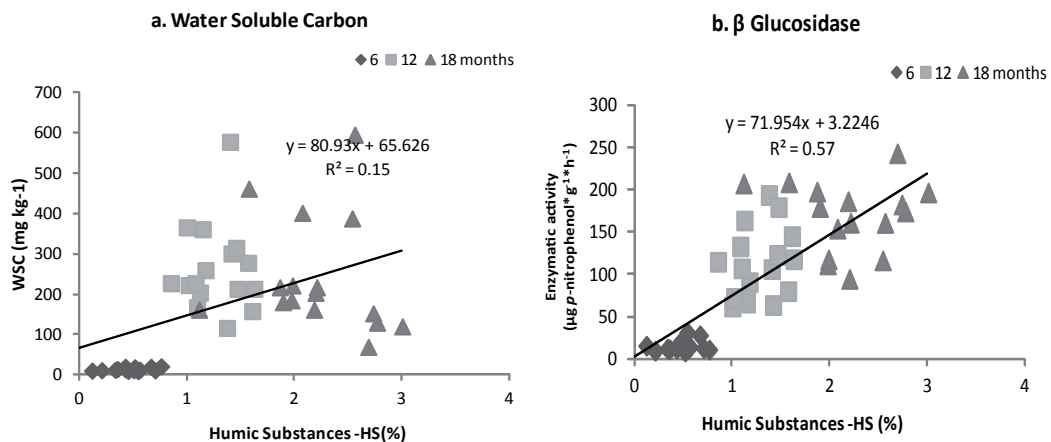 a. Water Soluble Carbon
6 12 18 months
700
600
500
400
300
200
100
0
WSC (mg kg-1)
y = 80.93x + 65.626
R² = 0.15
0 1 2 3 4
Humic Substances -HS(%)
b. β Glucosidase
6 12 18 months
300
250
200
150
100
50
0
Enzymatic activity
(µg p-nitrophenol* g⁻¹*h⁻¹)
y = 71.954x + 3.2246
R² = 0.57
0 1 2 3 4
Humic Substances -HS (%)